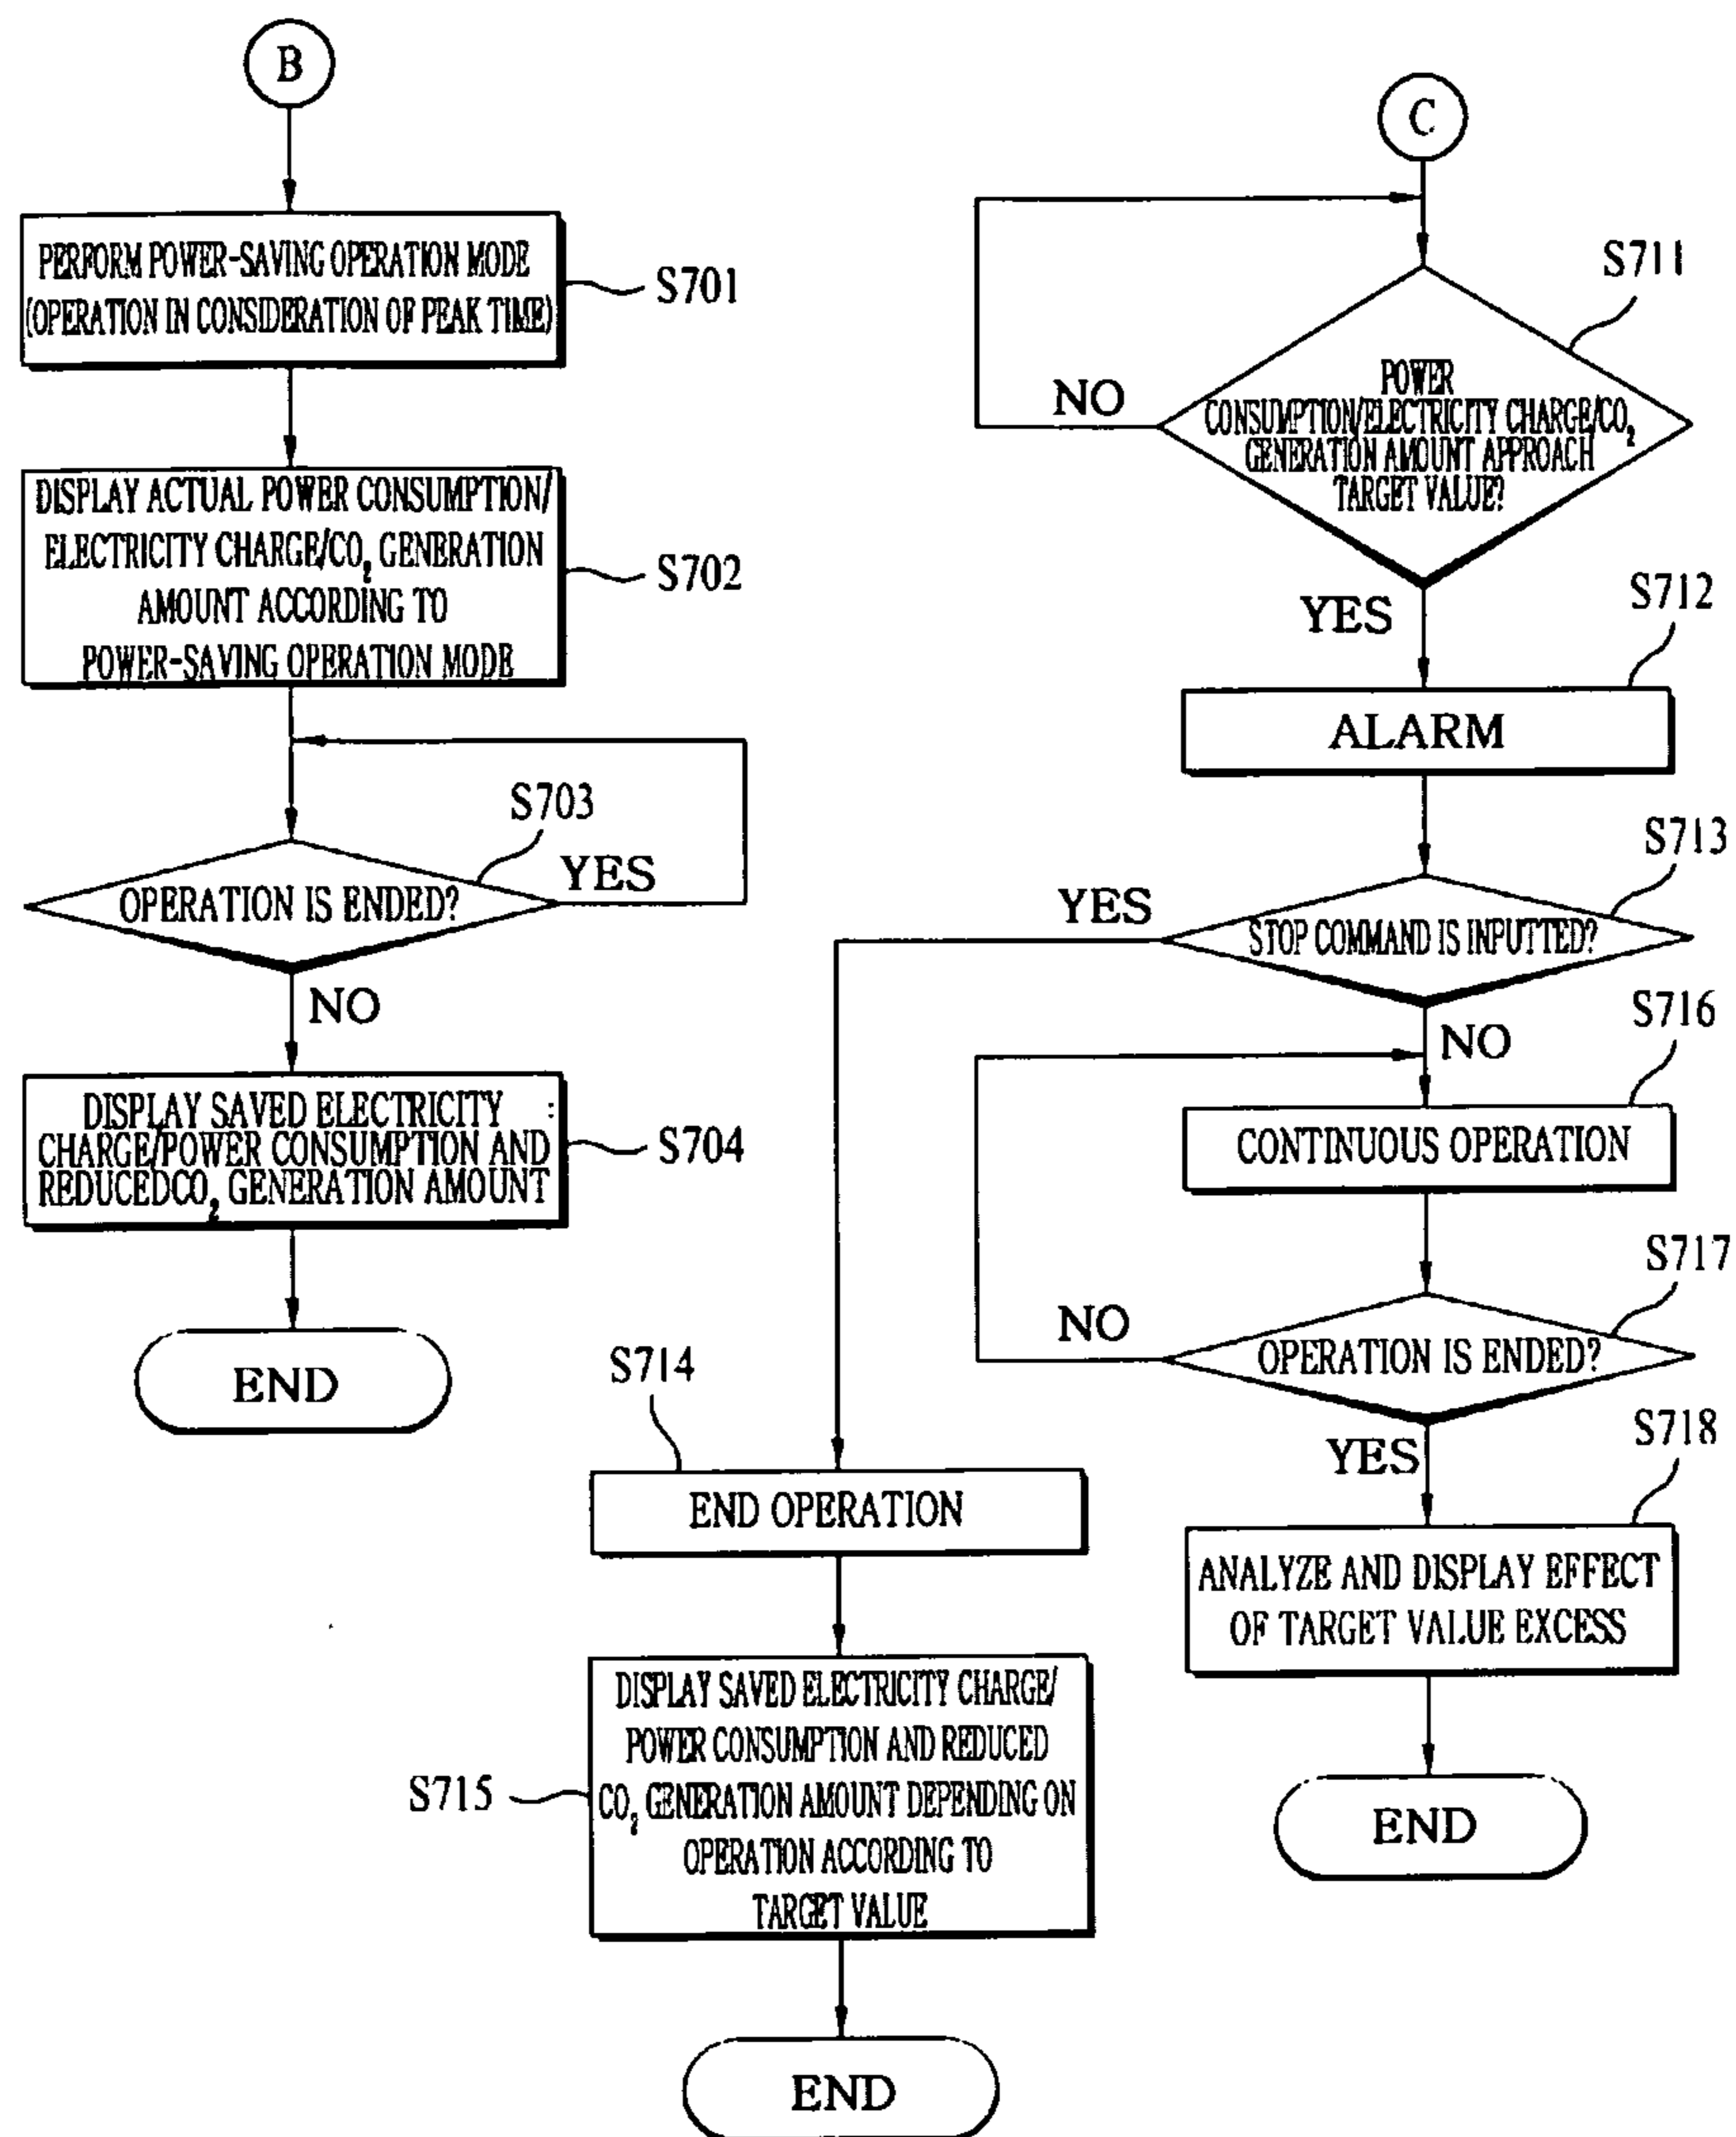 B
PERFORM POWER-SAVING OPERATION MODE
(OPERATION IN CONSIDERATION OF PEAK TIME)
S701
DISPLAY ACTUAL POWER CONSUMPTION/
ELECTRICITY CHARGE/CO₂ GENERATION
AMOUNT ACCORDING TO
POWER-SAVING OPERATION MODE
S702
S703
OPERATION IS ENDED?
YES
NO
DISPLAY SAVED ELECTRICITY
CHARGE/POWER CONSUMPTION AND
REDUCEDCO₂ GENERATION AMOUNT
S704
END
C
S711
POWER
CONSUMPTION/ELECTRICITY CHARGE/CO₂
GENERATION AMOUNT APPROACH
TARGET VALUE?
NO
YES
S712
ALARM
S713
STOP COMMAND IS INPUTTED?
YES
NO
S716
CONTINUOUS OPERATION
S717
OPERATION IS ENDED?
NO
YES
S718
ANALYZE AND DISPLAY EFFECT
OF TARGET VALUE EXCESS
END
S714
END OPERATION
S715
DISPLAY SAVED ELECTRICITY CHARGE/
POWER CONSUMPTION AND REDUCED
CO₂ GENERATION AMOUNT DEPENDING ON
OPERATION ACCORDING TO
TARGET VALUE
END